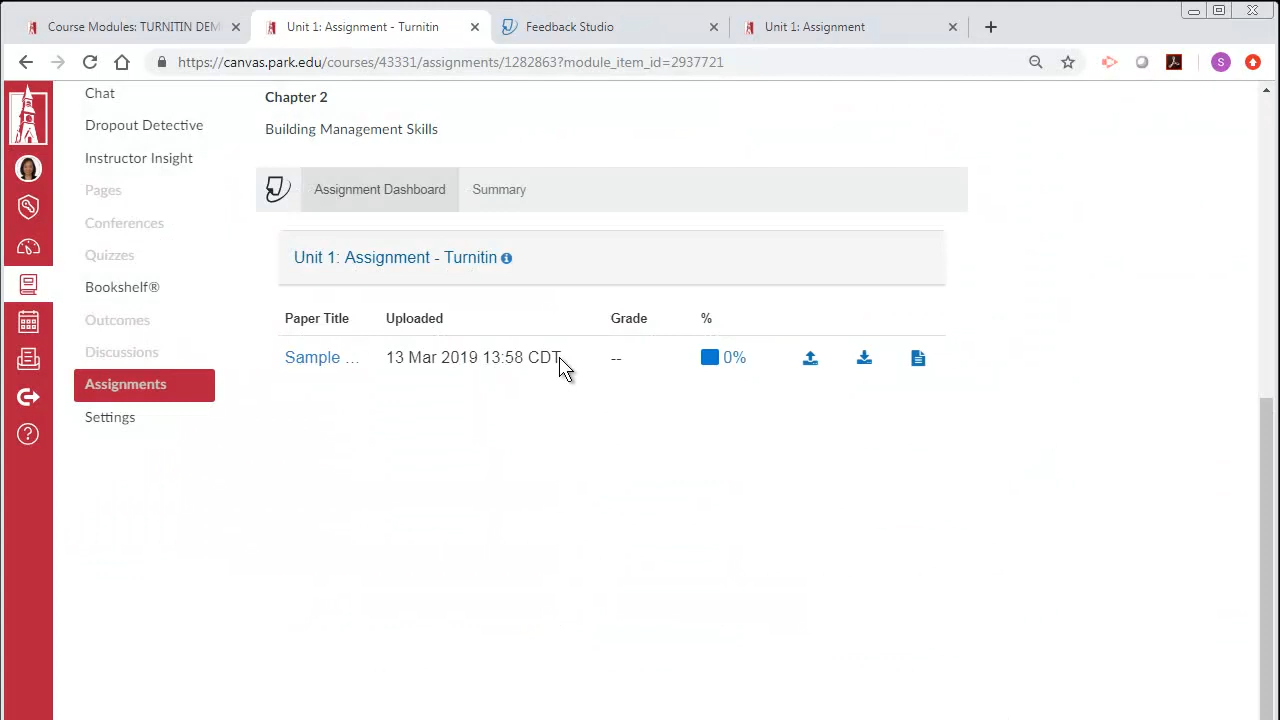 Course Modules: TURNITIN DEM
Unit 1: Assignment - Turnitin
Feedback Studio
Unit 1: Assignment
https://canvas.park.edu/courses/43331/assignments/1282860?module_item_id=2937721
S
Chat
Dropout Detective
Instructor Insight
Pages
Conferences
Quizzes
Bookshelf®
Outcomes
Discussions
Assignments
Settings
Chapter 2
Building Management Skills
Assignment Dashboard Summary
Unit 1: Assignment - Turnitin
Paper Title Uploaded Grade %
Sample ... 13 Mar 2019 13:58 CDT -- 0%